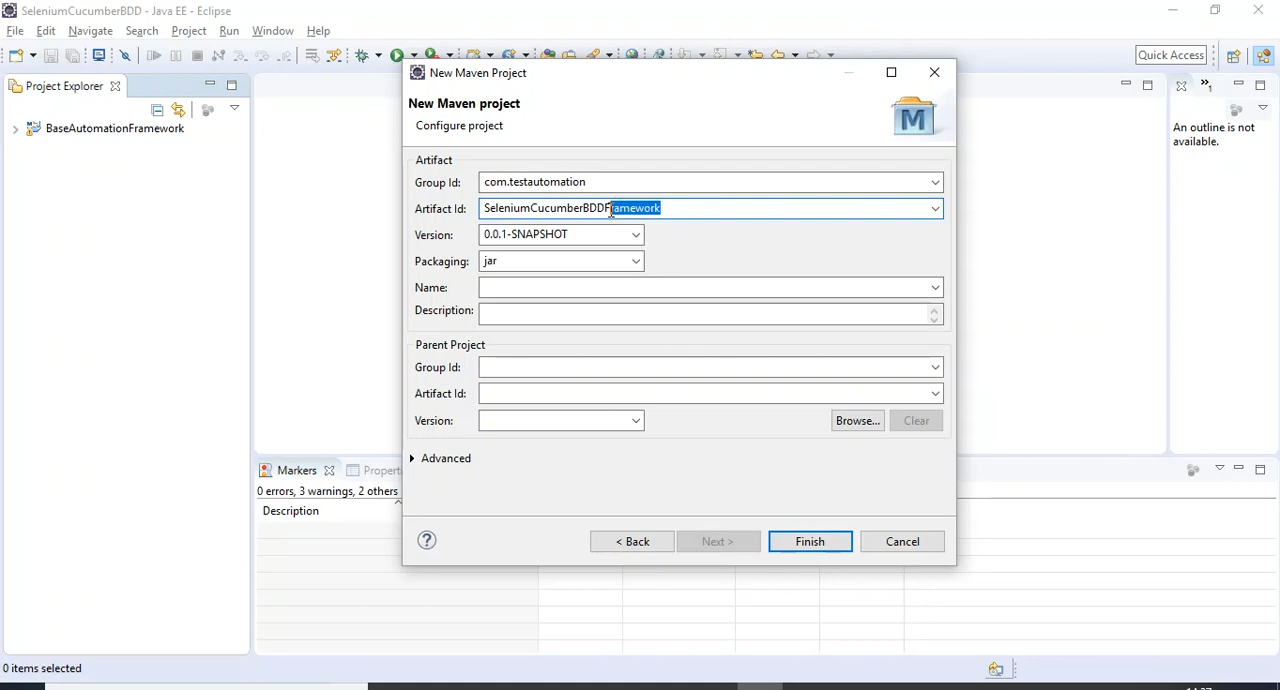 SeleniumCucumberBDD - Java EE - Eclipse
File Edit Navigate Search Project Run Window Help
Quick Access
Project Explorer
BaseAutomationFramework
New Maven Project
New Maven project
Configure project
M
Artifact
Group Id: com.testautomation
Artifact Id: SeleniumCucumberBDDFramework
Version: 0.0.1-SNAPSHOT
Packaging: jar
Name:
Description:
Parent Project
Group Id:
Artifact Id:
Version: Browse... Clear
Advanced
< Back Next > Finish Cancel
An outline is not
available.
Markers Propert
0 errors, 3 warnings, 2 others
Description
0 items selected